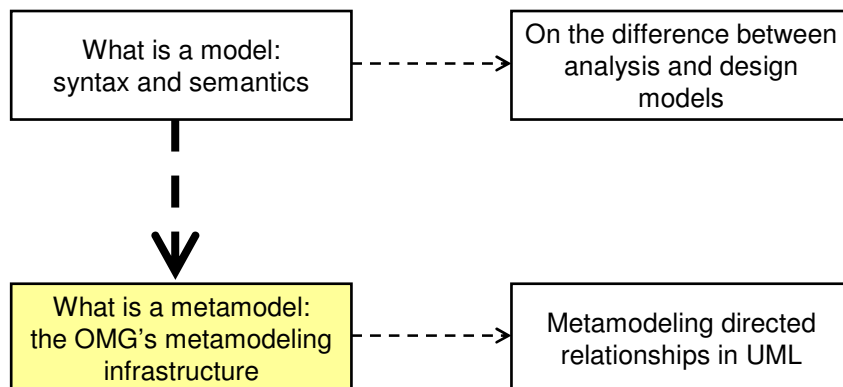 What is a model:
syntax and semantics
On the difference between
analysis and design
models
What is a metamodel:
the OMG's metamodeling
infrastructure
Metamodeling directed
relationships in UML